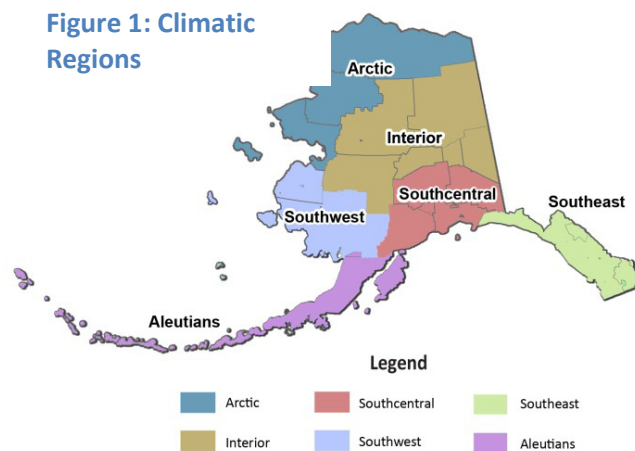 Figure 1: Climatic
Regions
Arctic
Interior
Southcentral
Southeast
Southwest
Aleutians
Legend
Arctic
Southcentral
Southeast
Interior
Southwest
Aleutians